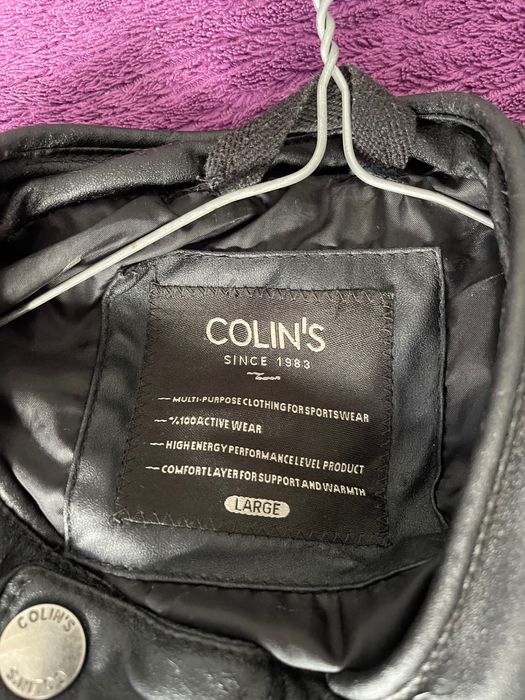 COLIN'S
SINCE 1983
— MULTI-PURPOSE CLOTHING FOR SPORTSWEAR
— %100 ACTIVE WEAR
— HIGH ENERGY PERFORMANCE LEVEL PRODUCT
— COMFORT LAYER FOR SUPPORT AND WARMTH
LARGE
COLIN'S
COLIN'S